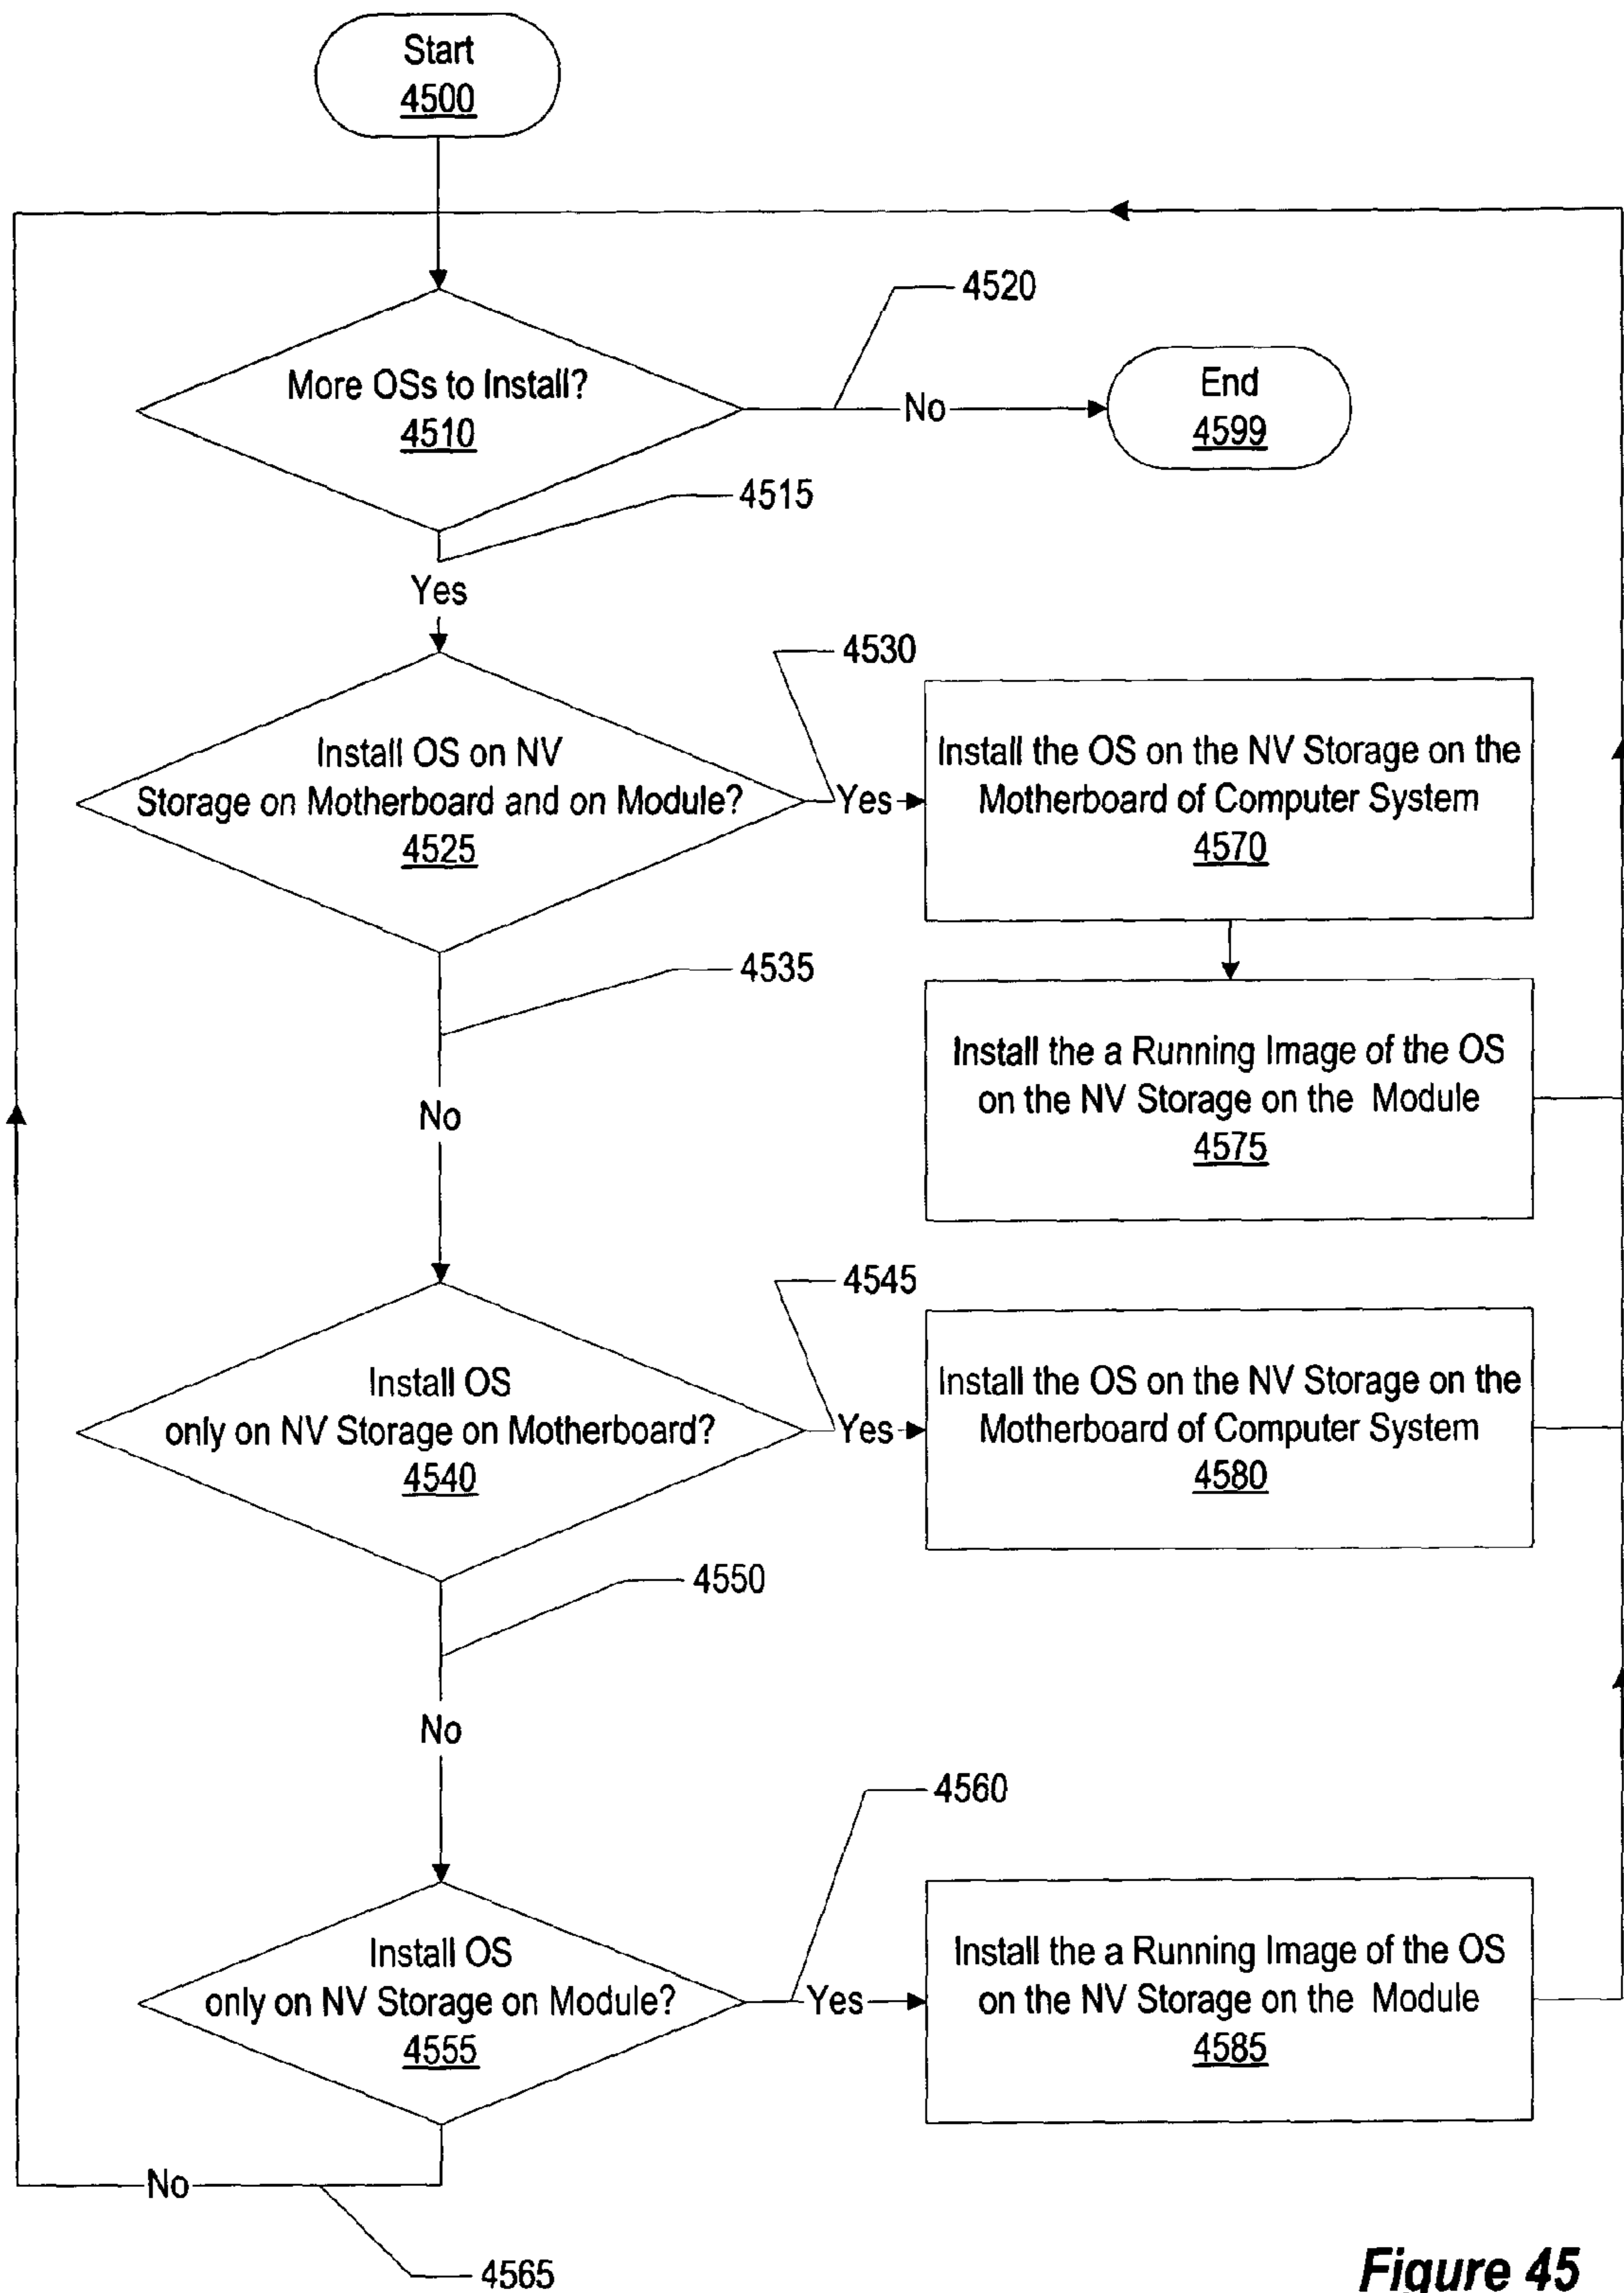 Start
4500
4520
More OSs to Install?
4510
No
End
4599
4515
Yes
4530
Install OS on NV
Storage on Motherboard and on Module?
4525
Yes
Install the OS on the NV Storage on the
Motherboard of Computer System
4570
4535
No
Install the a Running Image of the OS
on the NV Storage on the Module
4575
4545
Install OS
only on NV Storage on Motherboard?
4540
Yes
Install the OS on the NV Storage on the
Motherboard of Computer System
4580
4550
No
4560
Install OS
only on NV Storage on Module?
4555
Yes
Install the a Running Image of the OS
on the NV Storage on the Module
4585
No
4565
Figure 45